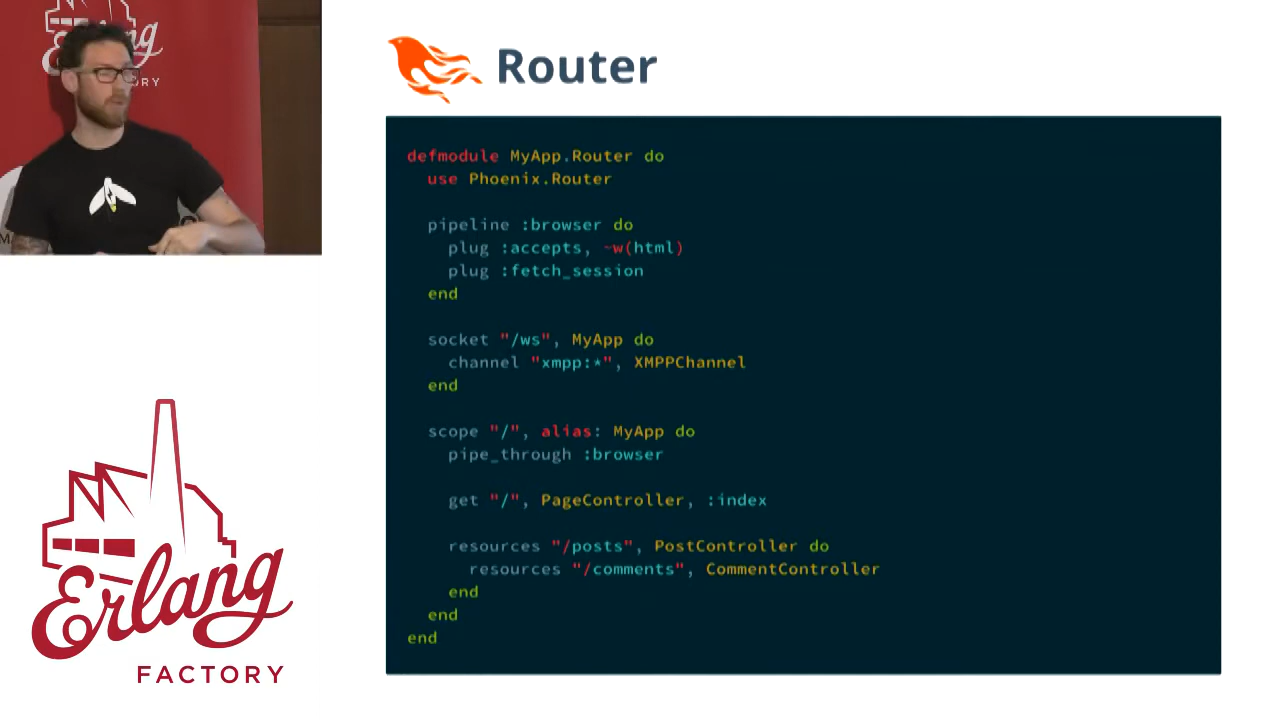 Erlang
FACTORY
Router
defmodule MyApp.Router do
use Phoenix.Router
pipeline :browser do
plug :accepts, ~w(html)
plug :fetch_session
end
socket "/ws", MyApp do
channel "xmpp:*", XMPPChannel
end
scope "/", alias: MyApp do
pipe_through :browser
get "/", PageController, :index
resources "/posts", PostController do
resources "/comments", CommentController
end
end
end
Erlang
FACTORY